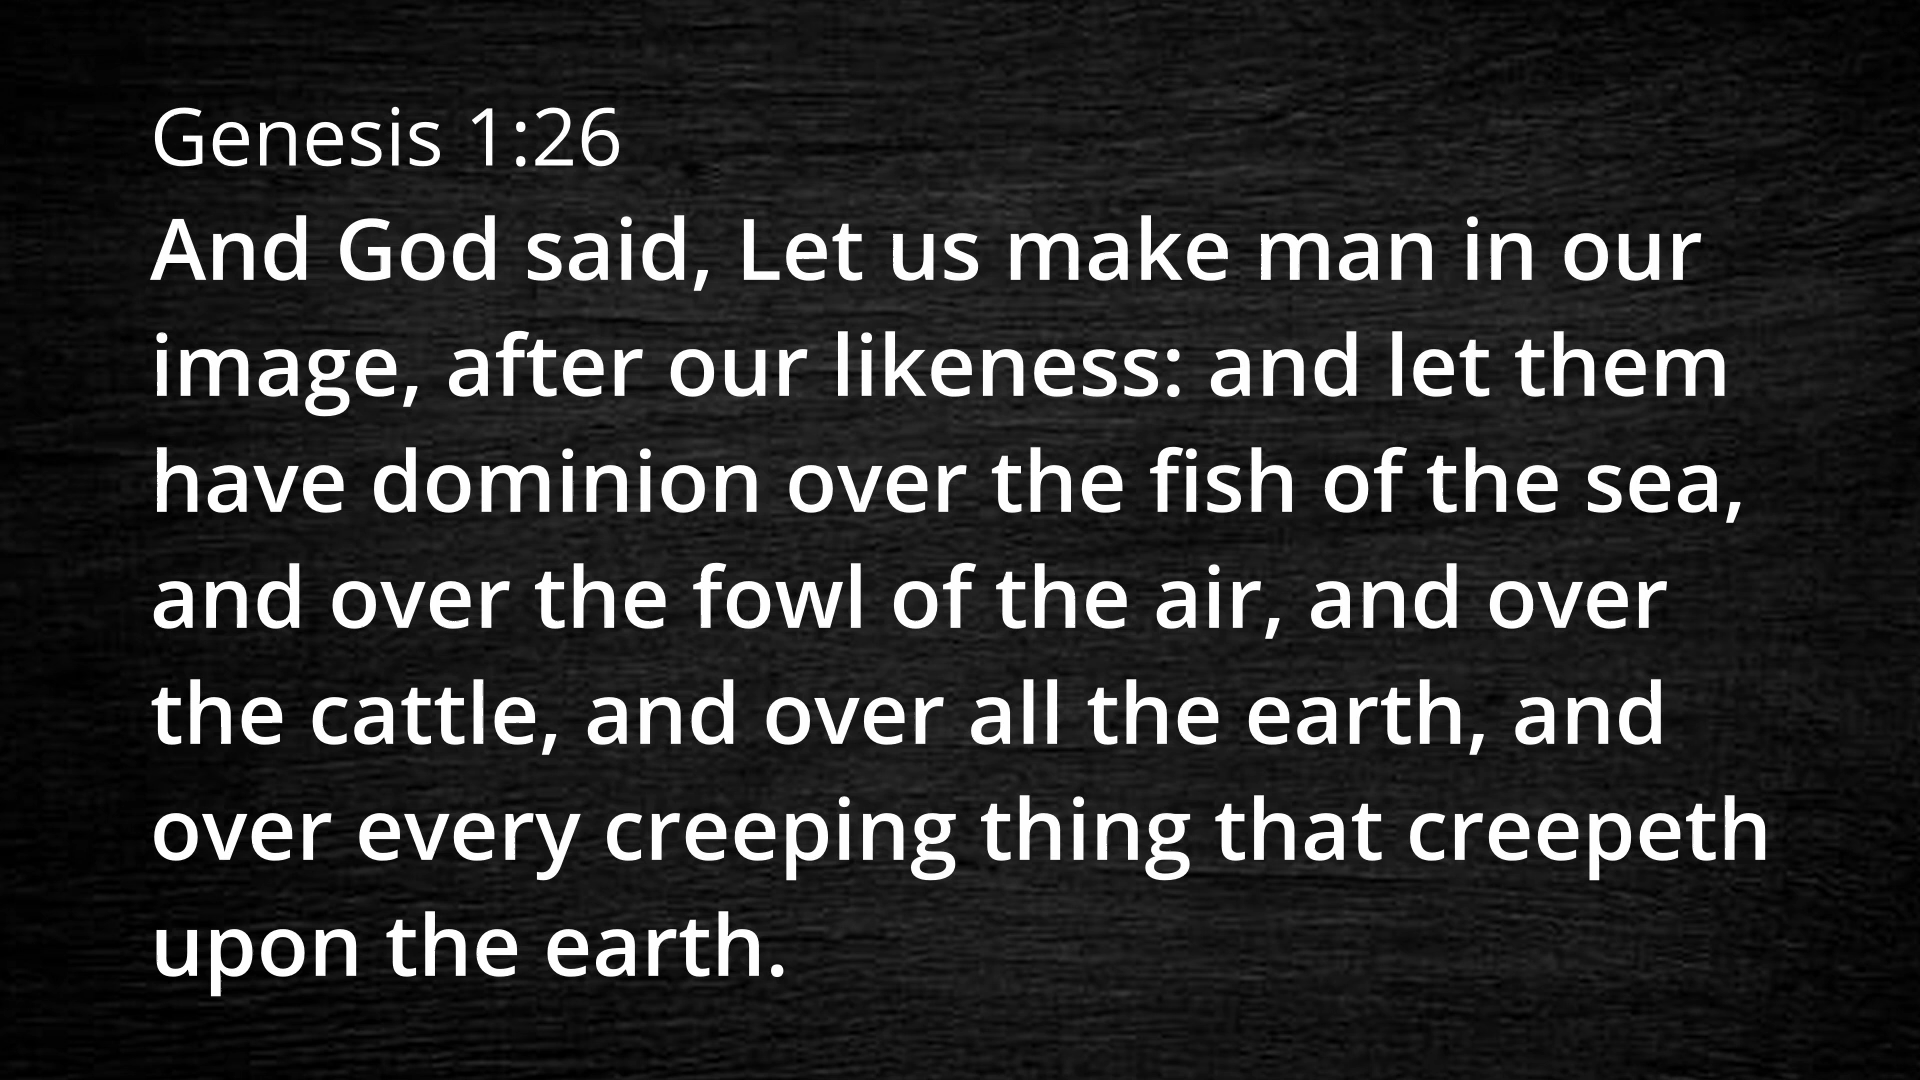 Genesis 1:26
And God said, Let us make man in our
image, after our likeness: and let them
have dominion over the fish of the sea,
and over the fowl of the air, and over
the cattle, and over all the earth, and
over every creeping thing that creepeth
upon the earth.